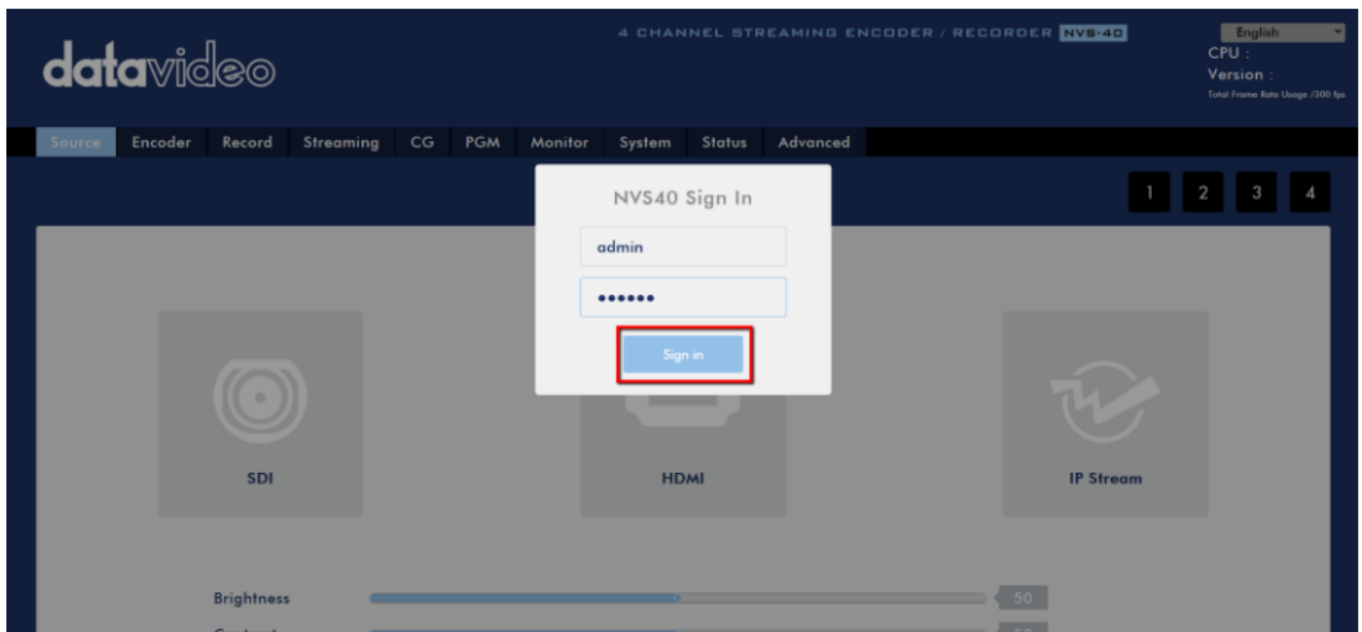 datavideo
4 CHANNEL STREAMING ENCODER / RECORDER NVS-40
English
CPU :
Version :
Total Frame Rate Usage /300 fps
Source Encoder Record Streaming CG PGM Monitor System Status Advanced
1 2 3 4
NVS40 Sign In
admin
••••••
Sign in
SDI HDMI IP Stream
Brightness 50